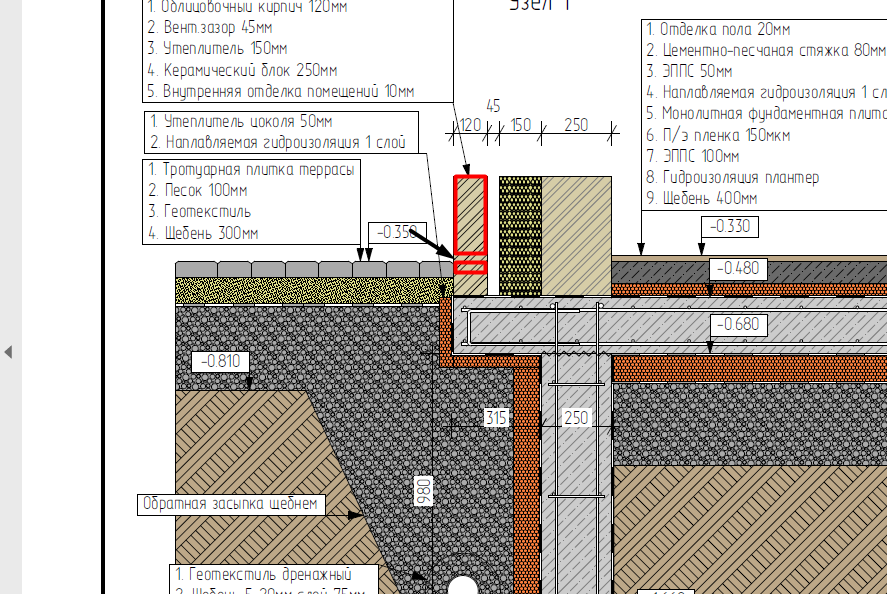 1. Облицовочный кирпич 120мм
2. Вент.зазор 45мм
3. Утеплитель 150мм
4. Керамический блок 250мм
5. Внутренняя отделка помещений 10мм
Узел 1
1. Отделка пола 20мм
2. Цементно-песчаная стяжка 80мм
3. ЭППС 50мм
4. Наплавляемая гидроизоляция 1 сл
5. Монолитная фундаментная плита
6. П/э пленка 150мкм
7. ЭППС 100мм
8. Гидроизоляция плантер
9. Щебень 400мм
1. Утеплитель цоколя 50мм
2. Наплавляемая гидроизоляция 1 слой
1. Тротуарная плитка террасы
2. Песок 100мм
3. Геотекстиль
4. Щебень 300мм
45
120
150
250
-0.350
-0.330
-0.480
-0.680
-0.810
315
250
980
Обратная засыпка щебнем
1. Геотекстиль дренажный